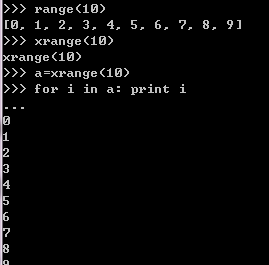 >>> range(10)
[0, 1, 2, 3, 4, 5, 6, 7, 8, 9]
>>> xrange(10)
xrange(10)
>>> a=xrange(10)
>>> for i in a: print i
...
0
1
2
3
4
5
6
7
8
9